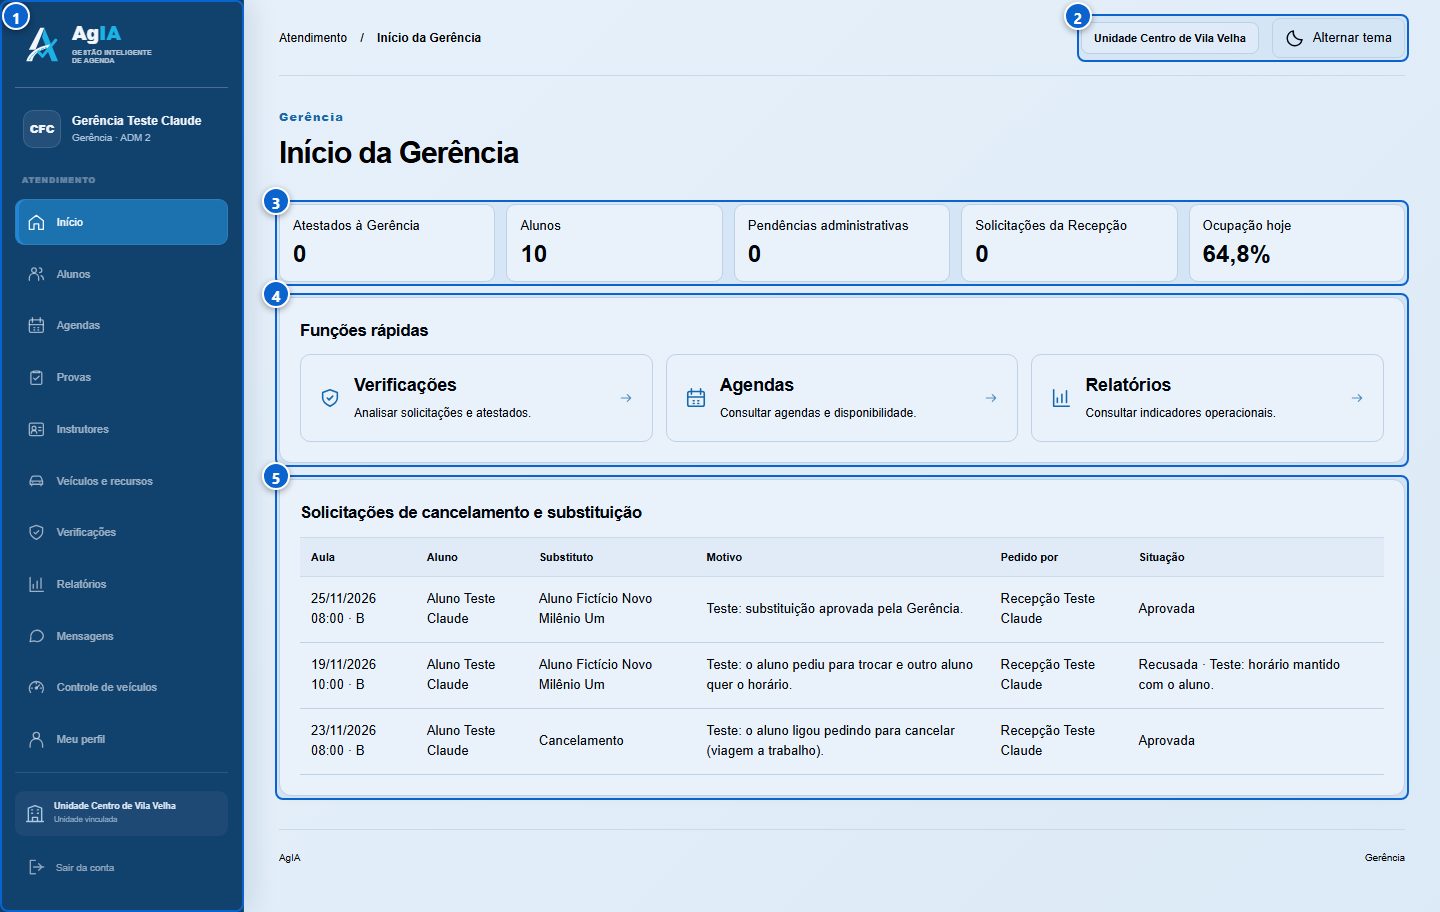 1
AgIA
GESTÃO INTELIGENTE
DE AGENDA
CFC
Gerência Teste Claude
Gerência · ADM 2
ATENDIMENTO
Início
Alunos
Agendas
Provas
Instrutores
Veículos e recursos
Verificações
Relatórios
Mensagens
Controle de veículos
Meu perfil
Unidade Centro de Vila Velha
Unidade vinculada
Sair da conta
Atendimento / Início da Gerência
2
Unidade Centro de Vila Velha
Alternar tema
Gerência
Início da Gerência
3
Atestados à Gerência
0
Alunos
10
Pendências administrativas
0
Solicitações da Recepção
0
Ocupação hoje
64,8%
4
Funções rápidas
Verificações
Analisar solicitações e atestados.
Agendas
Consultar agendas e disponibilidade.
Relatórios
Consultar indicadores operacionais.
5
Solicitações de cancelamento e substituição
Aula Aluno Substituto Motivo Pedido por Situação
25/11/2026 Aluno Teste Aluno Fictício Novo Recepção Teste
08:00 · B Claude Milênio Um Teste: substituição aprovada pela Gerência. Claude Aprovada
19/11/2026 Aluno Teste Aluno Fictício Novo Teste: o aluno pediu para trocar e outro aluno Recepção Teste Recusada · Teste: horário mantido
10:00 · B Claude Milênio Um quer o horário. Claude com o aluno.
23/11/2026 Aluno Teste Teste: o aluno ligou pedindo para cancelar Recepção Teste
08:00 · B Claude Cancelamento (viagem a trabalho). Claude Aprovada
AgIA
Gerência